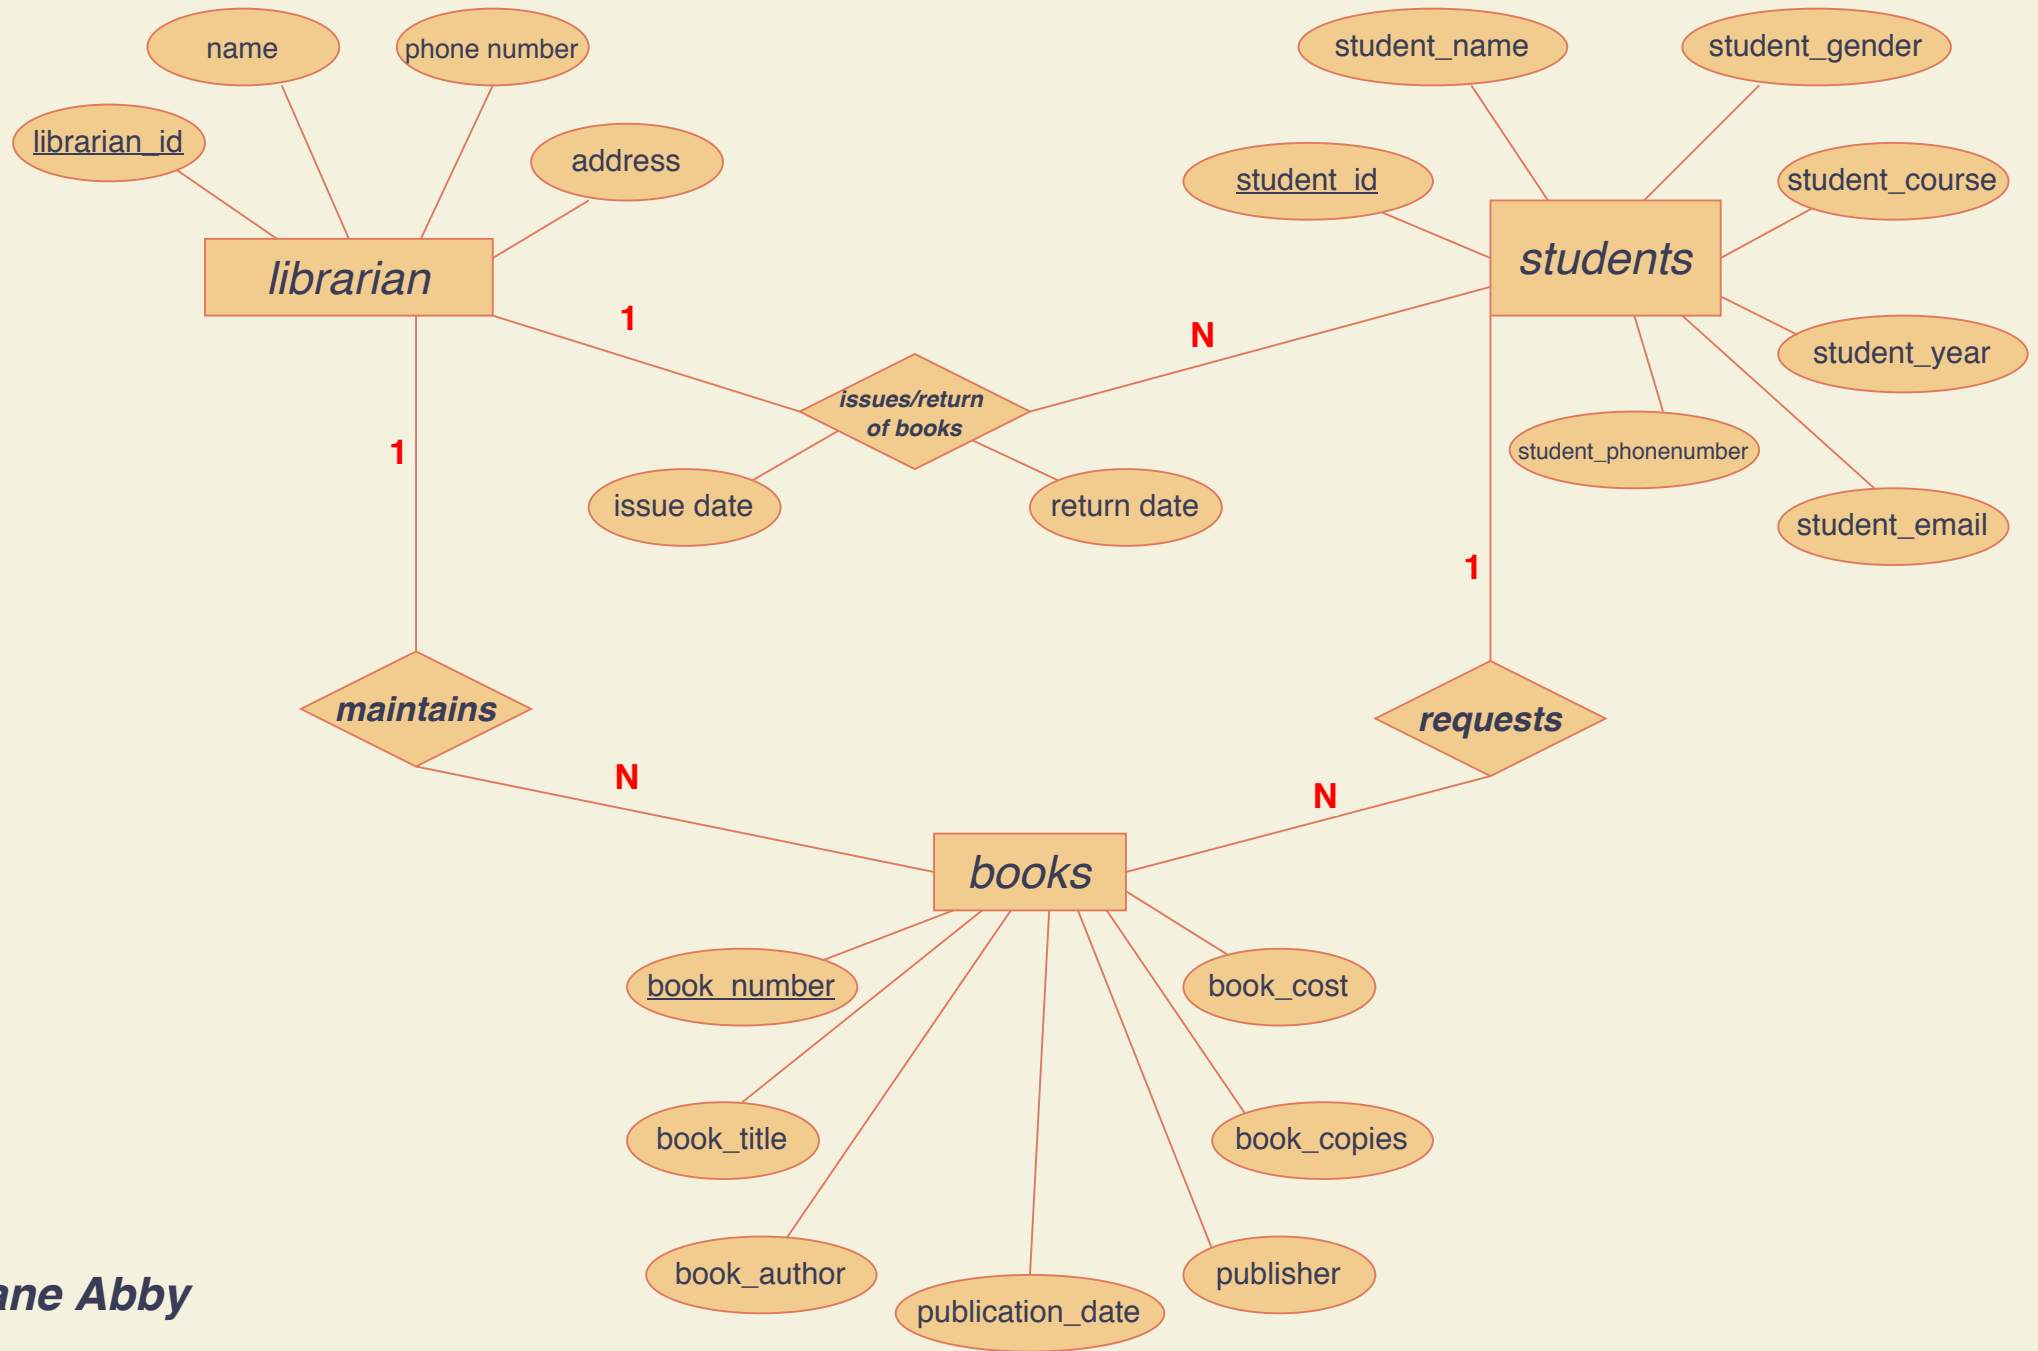 name
phone number
student_name
student_gender
librarian_id
address
student_id
student_course
librarian
students
1
N
student_year
issues/return
of books
1
student_phonenumber
issue date
return date
student_email
1
maintains
requests
N
N
books
book_number
book_cost
book_title
book_copies
book_author
publisher
publication_date
Abby